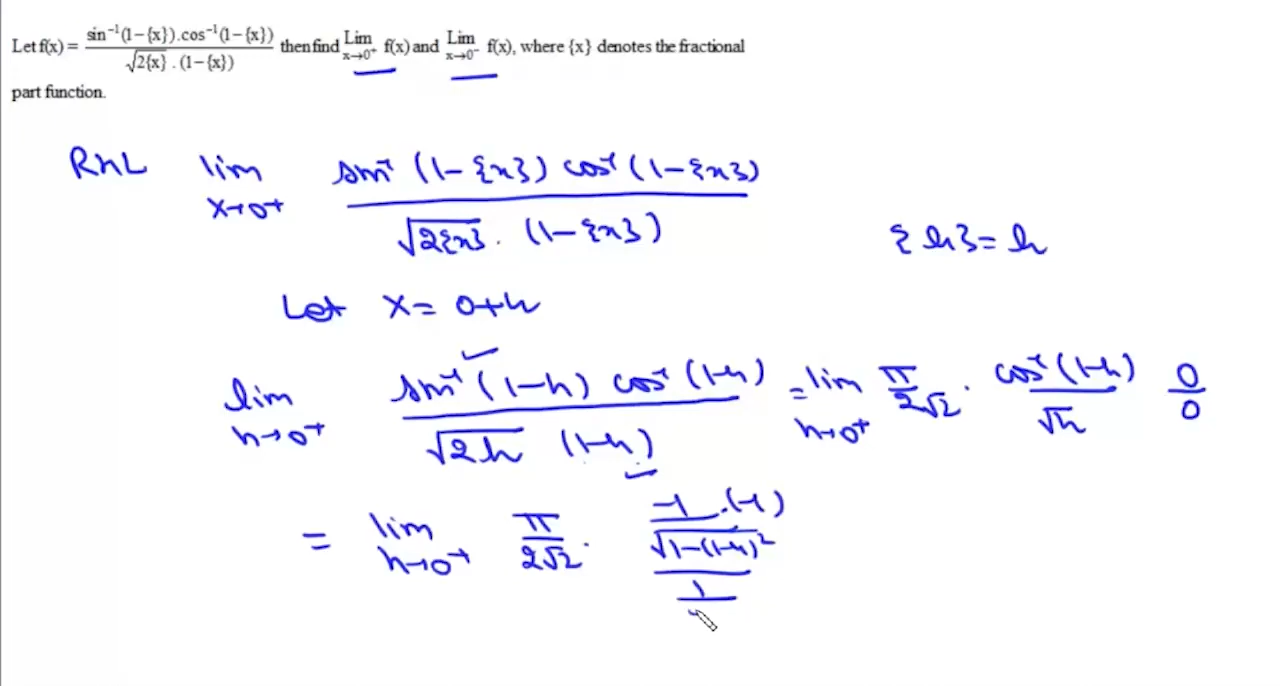 Let f(x) = sin⁻¹(1−{x}).cos⁻¹(1−{x}) / √2{x} . (1−{x}) then find Lim x→0⁺ f(x) and Lim x→0⁻ f(x), where {x} denotes the fractional
part function.
RHL lim x→0⁺ sin⁻¹(1−{x}) cos⁻¹(1−{x}) / √2{x} . (1−{x})
{h} = h
Let x = 0+h
lim h→0⁺ sin⁻¹(1−h) cos⁻¹(1−h) / √2h (1−h) = lim h→0⁺ π/2√2 . cos⁻¹(1−h) / √h 0/0
= lim h→0⁺ π/2√2 . −1/√1−(1−h)² .(−1) / 1/